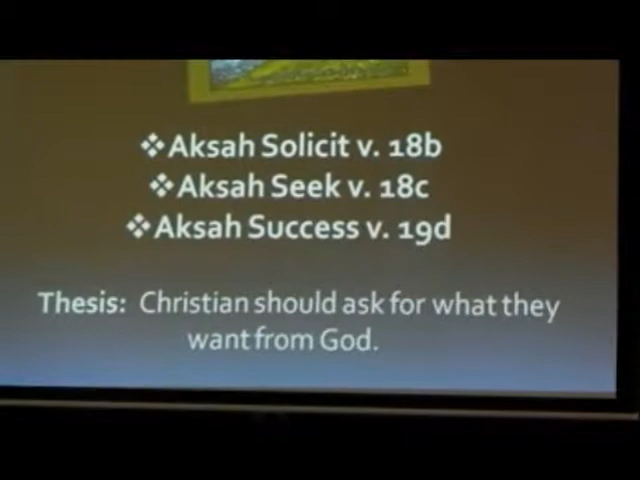 ❖Aksah Solicit v. 18b
❖Aksah Seek v. 18c
❖Aksah Success v. 19d
Thesis: Christian should ask for what they
want from God.